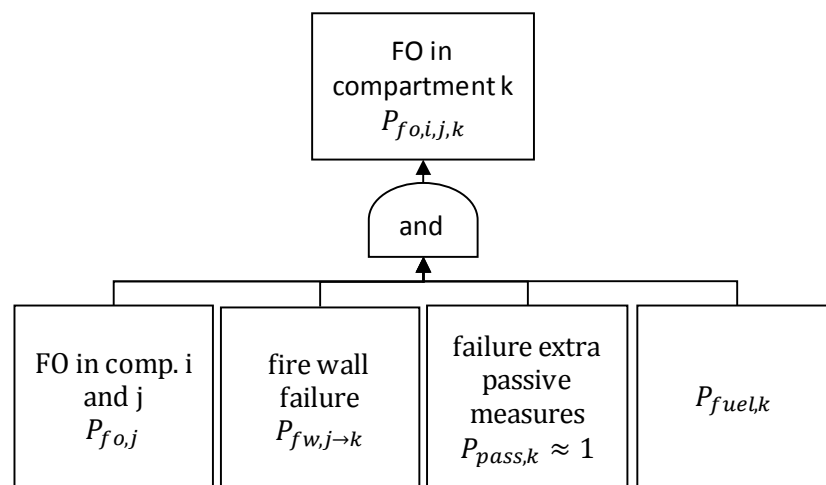 FO in
compartment k
P_{fo,i,j,k}
and
FO in comp. i
and j
P_{fo,j}
fire wall
failure
P_{fw,j→k}
failure extra
passive
measures
P_{pass,k} ≈ 1
P_{fuel,k}